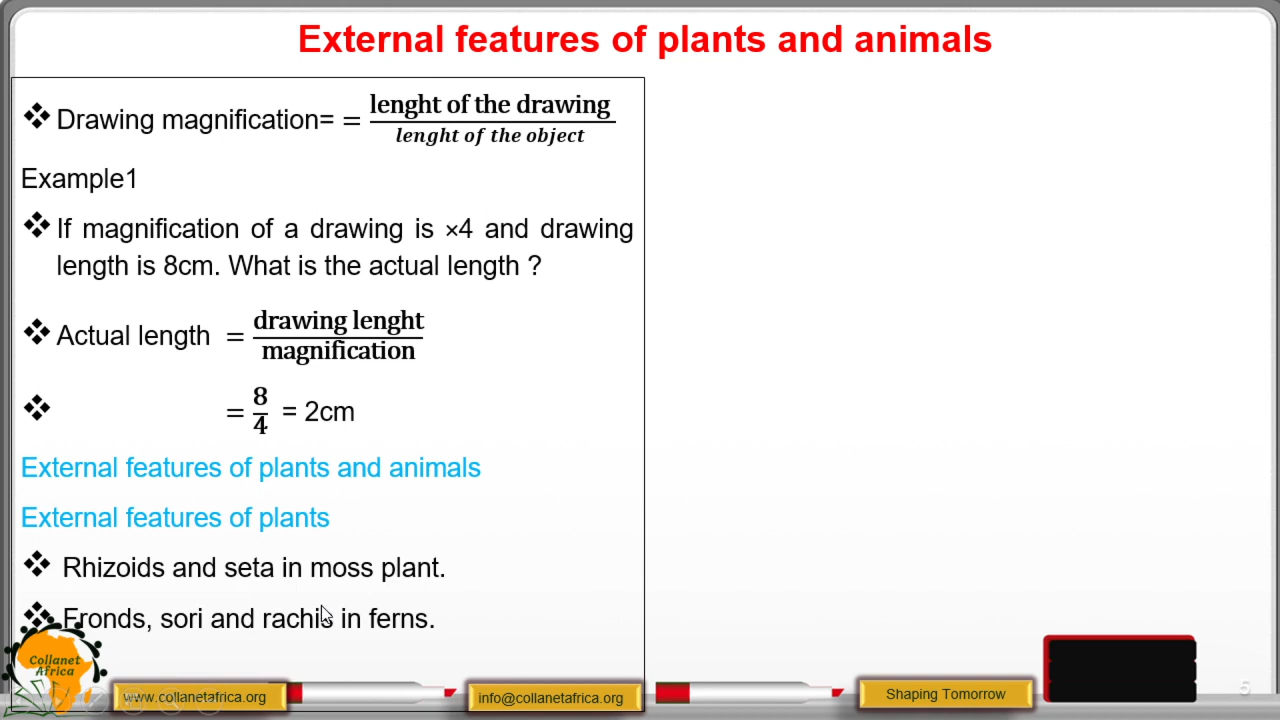 External features of plants and animals
❖ Drawing magnification= = lenght of the drawing / lenght of the object
Example1
❖ If magnification of a drawing is ×4 and drawing
length is 8cm. What is the actual length ?
❖ Actual length = drawing lenght / magnification
❖ = 8/4 = 2cm
External features of plants and animals
External features of plants
❖ Rhizoids and seta in moss plant.
❖ Fronds, sori and rachis in ferns.
Collanet
Africa
www.collanetafrica.org
info@collanetafrica.org
Shaping Tomorrow
5